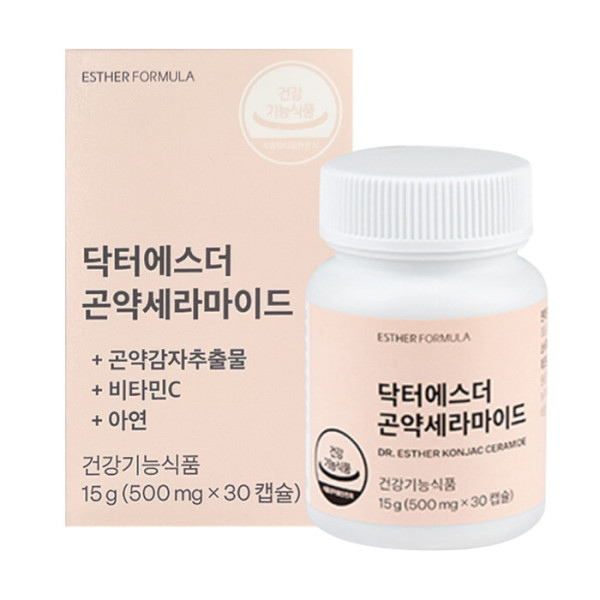 ESTHER FORMULA
건강
기능식품
닥터에스더
곤약세라마이드
+ 곤약감자추출물
+ 비타민C
+ 아연
건강기능식품
15 g (500 mg × 30 캡슐)
ESTHER FORMULA
닥터에스더
곤약세라마이드
DR. ESTHER KONJAC CERAMIDE
건강
기능식품
건강기능식품
15 g (500 mg × 30 캡슐)